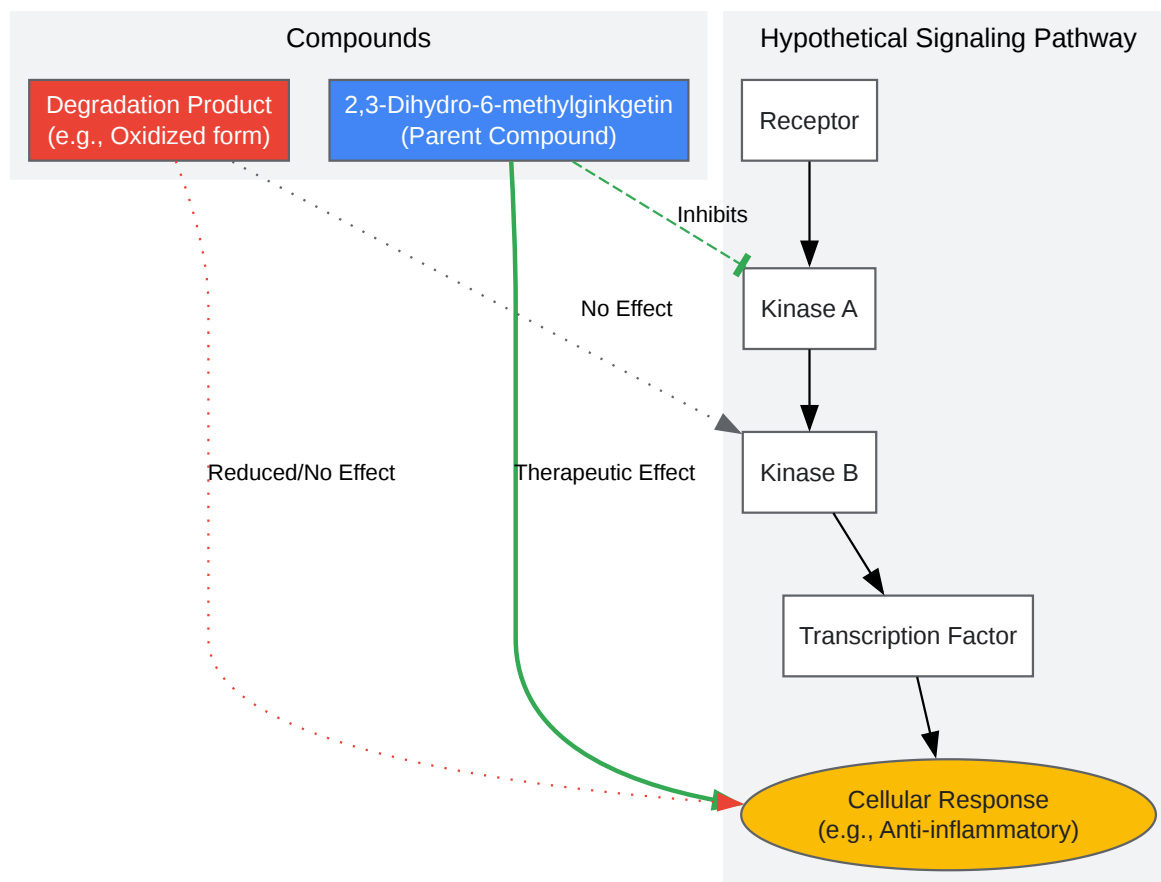 Compounds
Hypothetical Signaling Pathway
Degradation Product
(e.g., Oxidized form)
2,3-Dihydro-6-methylginkgetin
(Parent Compound)
Receptor
Inhibits
Kinase A
No Effect
Kinase B
Reduced/No Effect
Therapeutic Effect
Transcription Factor
Cellular Response
(e.g., Anti-inflammatory)